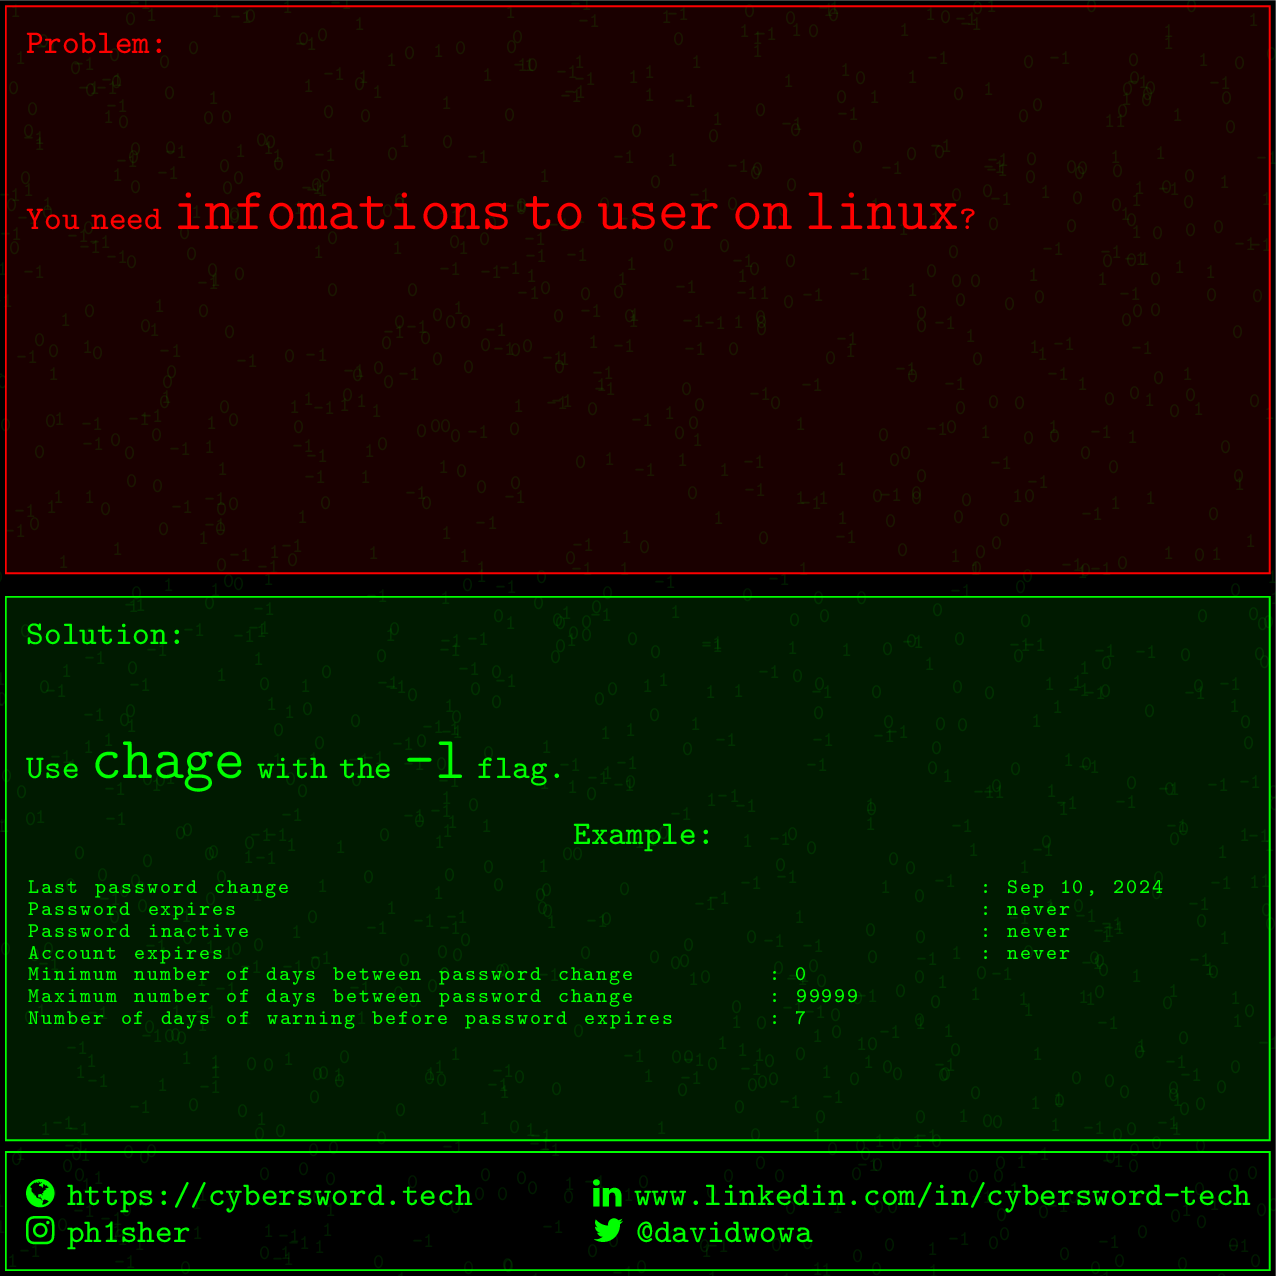 Problem:
You need infomations to user on linux?
Solution:
Use chage with the -l flag.
Example:
Last password change : Sep 10, 2024
Password expires : never
Password inactive : never
Account expires : never
Minimum number of days between password change : 0
Maximum number of days between password change : 99999
Number of days of warning before password expires : 7
https://cybersword.tech
www.linkedin.com/in/cybersword-tech
ph1sher
@davidwowa